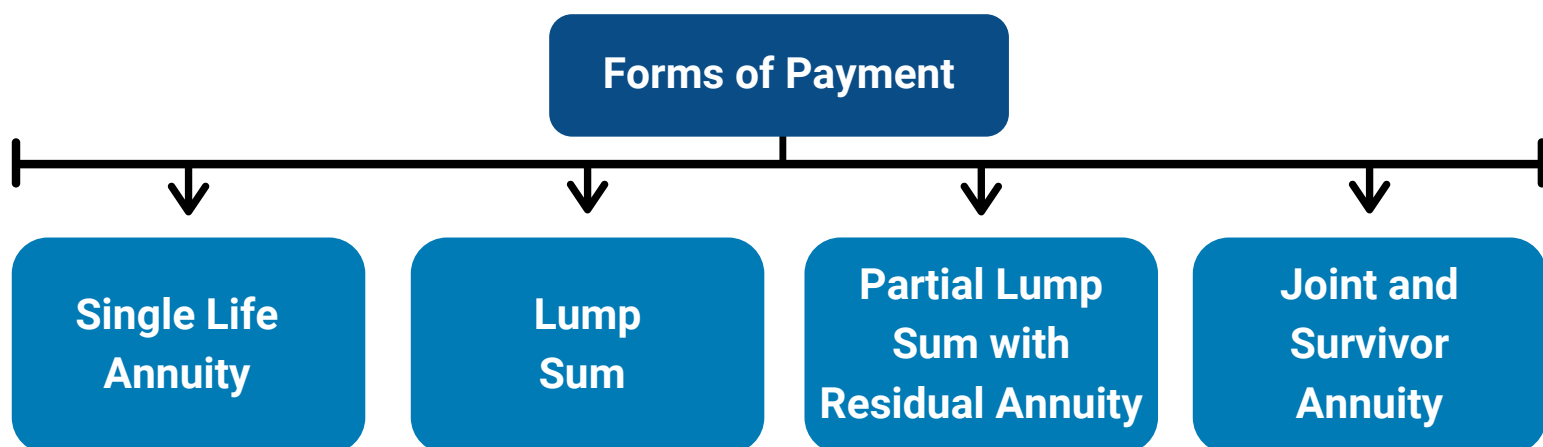 Forms of Payment
Single Life
Annuity
Lump
Sum
Partial Lump
Sum with
Residual Annuity
Joint and
Survivor
Annuity